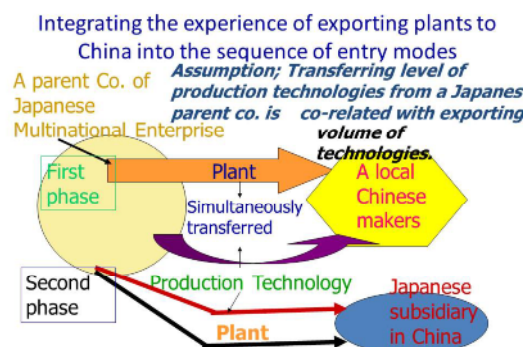 Integrating the experience of exporting plants to
China into the sequence of entry modes
Assumption; Transferring level of
production technologies from a Japanes
parent co. is co-related with exporting
volume of
technologies.
A parent Co. of
Japanese
Multinational Enterprise
First
phase
Plant
Simultaneously
transferred
A local
Chinese
makers
Second
phase
Production Technology
Plant
Japanese
subsidiary
in China